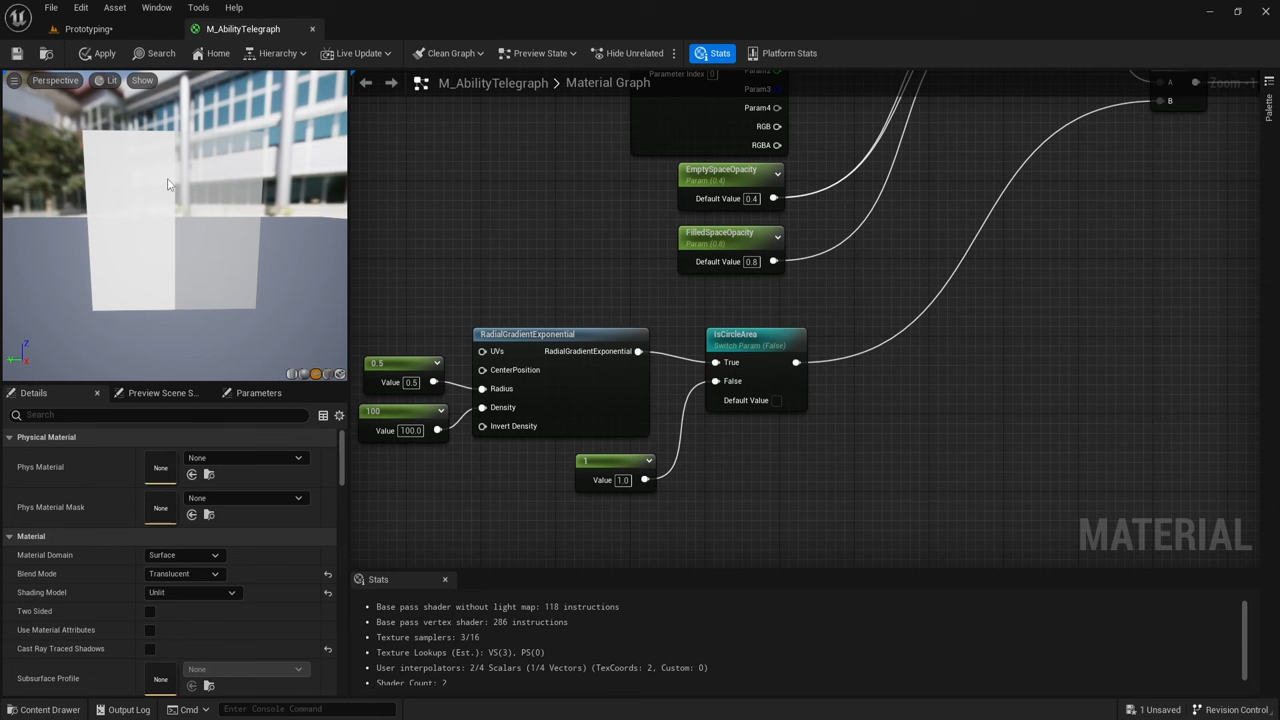 File Edit Asset Window Tools Help
Prototyping*
M_AbilityTelegraph
Apply
Search
Home
Hierarchy
Live Update
Clean Graph
Preview State
Hide Unrelated
Stats
Platform Stats
Perspective
Lit
Show
M_AbilityTelegraph > Material Graph
Zoom -1
Palette
Parameter Index 0
Param2
Param3
Param4
RGB
RGBA
A
B
EmptySpaceOpacity
Param (0.4)
Default Value 0.4
FilledSpaceOpacity
Param (0.8)
Default Value 0.8
RadialGradientExponential
UVs
RadialGradientExponential
CenterPosition
Radius
Density
Invert Density
0.5
Value 0.5
100
Value 100.0
IsCircleArea
Switch Param (False)
True
False
Default Value
1
Value 1.0
MATERIAL
Z
Details
Preview Scene S...
Parameters
Search
Physical Material
Phys Material
None
None
Phys Material Mask
None
None
Material
Material Domain
Surface
Blend Mode
Translucent
Shading Model
Unlit
Two Sided
Use Material Attributes
Cast Ray Traced Shadows
Subsurface Profile
None
None
Stats
Base pass shader without light map: 118 instructions
Base pass vertex shader: 286 instructions
Texture samplers: 3/16
Texture Lookups (Est.): VS(3), PS(0)
User interpolators: 2/4 Scalars (1/4 Vectors) (TexCoords: 2, Custom: 0)
Shader Count: 2
Content Drawer
Output Log
Cmd
Enter Console Command
1 Unsaved
Revision Control